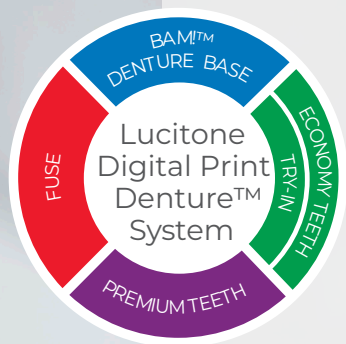 BAM!™
DENTURE BASE
FUSE
Lucitone
Digital Print
Denture™
System
TRY-IN
ECONOMY TEETH
PREMIUM TEETH